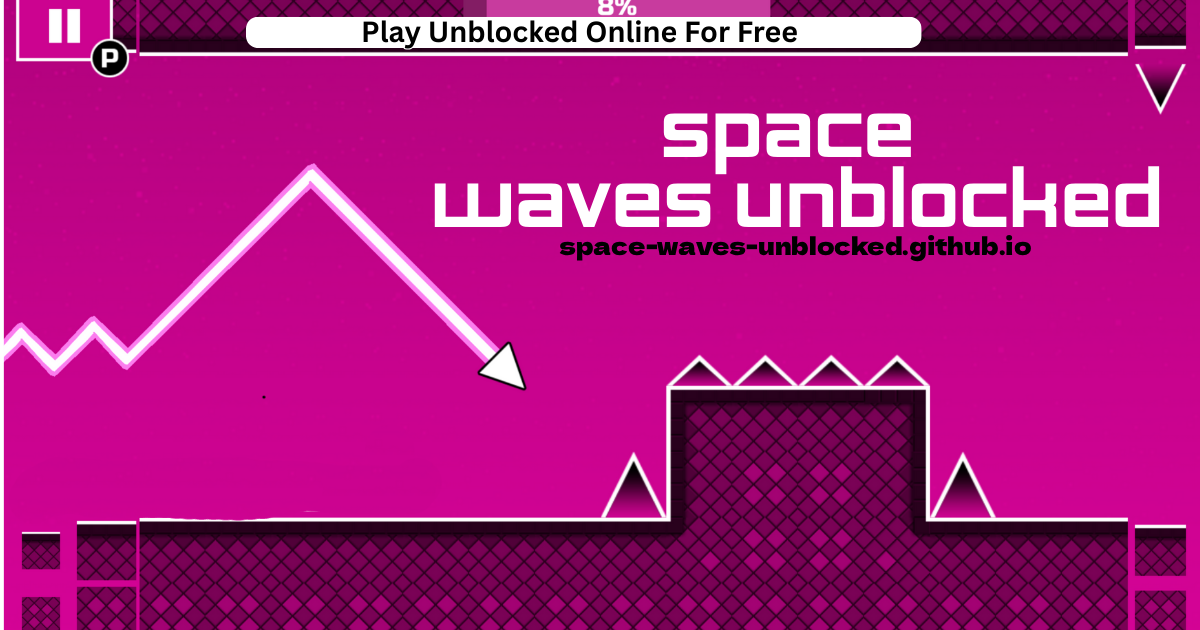 8%
Play Unblocked Online For Free
P
space
waves unblocked
space-waves-unblocked.github.io